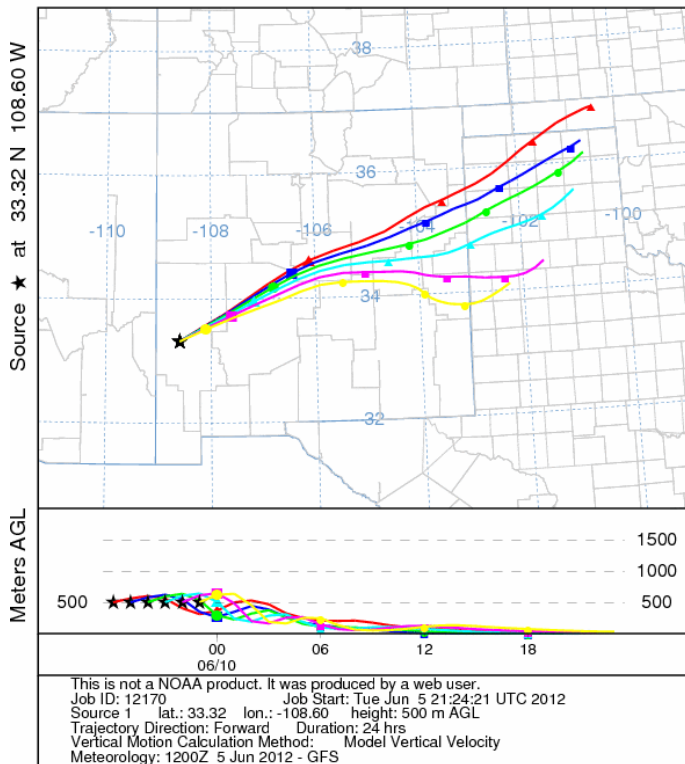 Source ★ at 33.32 N 108.60 W
38
36
-110
-108
-106
-104
-102
-100
34
32
Meters AGL
1500
1000
500
500
00
06
12
18
06/10
This is not a NOAA product. It was produced by a web user.
Job ID: 12170 Job Start: Tue Jun 5 21:24:21 UTC 2012
Source 1 lat.: 33.32 lon.: -108.60 height: 500 m AGL
Trajectory Direction: Forward Duration: 24 hrs
Vertical Motion Calculation Method: Model Vertical Velocity
Meteorology: 1200Z 5 Jun 2012 - GFS